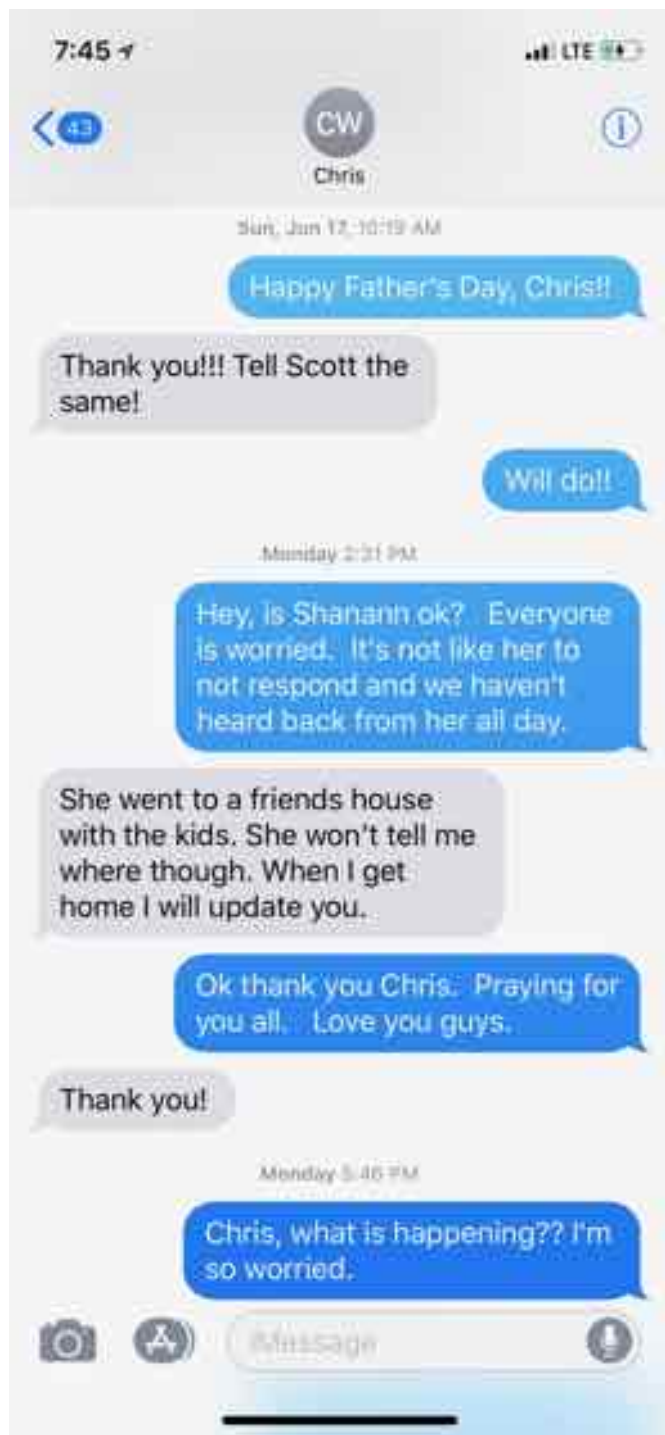 7:45
LTE
43
CW
Chris
Sun, Jun 17, 10:19 AM
Happy Father's Day, Chris!!
Thank you!!! Tell Scott the
same!
Will do!!
Monday 2:31 PM
Hey, is Shanann ok? Everyone
is worried. It's not like her to
not respond and we haven't
heard back from her all day.
She went to a friends house
with the kids. She won't tell me
where though. When I get
home I will update you.
Ok thank you Chris. Praying for
you all. Love you guys.
Thank you!
Monday 5:46 PM
Chris, what is happening?? I'm
so worried.
iMessage